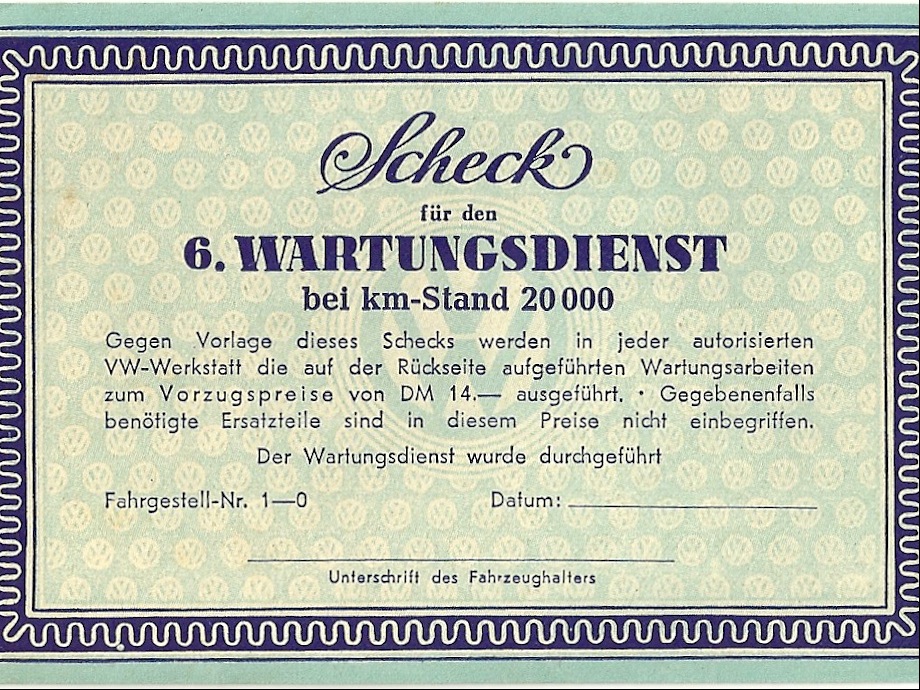 Scheck
für den
6. WARTUNGSDIENST
bei km-Stand 20 000
Gegen Vorlage dieses Schecks werden in jeder autorisierten
VW-Werkstatt die auf der Rückseite aufgeführten Wartungsarbeiten
zum Vorzugspreise von DM 14.— ausgeführt. • Gegebenenfalls
benötigte Ersatzteile sind in diesem Preise nicht einbegriffen.
Der Wartungsdienst wurde durchgeführt
Fahrgestell-Nr. 1—0 Datum:
Unterschrift des Fahrzeughalters